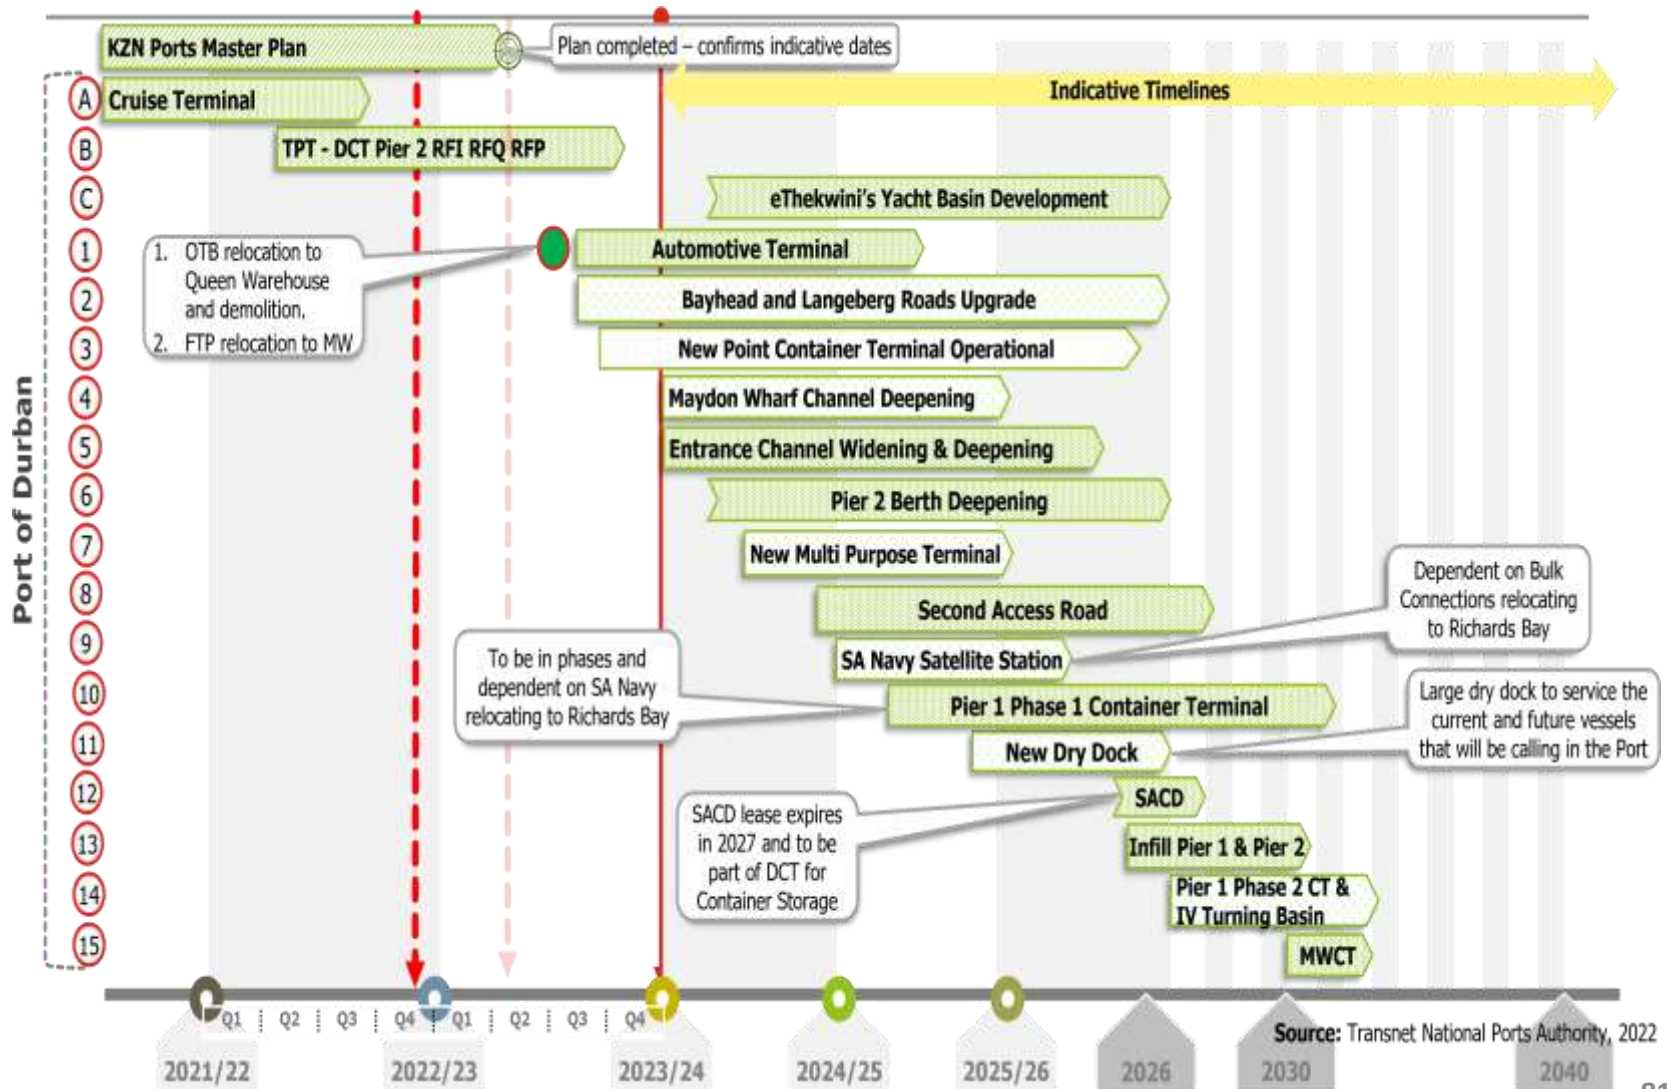 KZN Ports Master Plan
Plan completed – confirms indicative dates
Indicative Timelines
Port of Durban
A
Cruise Terminal
B
TPT - DCT Pier 2 RFI RFQ RFP
C
eThekwini's Yacht Basin Development
1
Automotive Terminal
1. OTB relocation to
Queen Warehouse
and demolition.
2. FTP relocation to MW
2
Bayhead and Langeberg Roads Upgrade
3
New Point Container Terminal Operational
4
Maydon Wharf Channel Deepening
5
Entrance Channel Widening & Deepening
6
Pier 2 Berth Deepening
7
New Multi Purpose Terminal
8
Second Access Road
Dependent on Bulk
Connections relocating
to Richards Bay
9
SA Navy Satellite Station
To be in phases and
dependent on SA Navy
relocating to Richards Bay
10
Pier 1 Phase 1 Container Terminal
Large dry dock to service the
current and future vessels
that will be calling in the Port
11
New Dry Dock
12
SACD
SACD lease expires
in 2027 and to be
part of DCT for
Container Storage
13
Infill Pier 1 & Pier 2
14
Pier 1 Phase 2 CT &
IV Turning Basin
15
MWCT
Q1 Q2 Q3 Q4 Q1 Q2 Q3 Q4
Source: Transnet National Ports Authority, 2022
2021/22 2022/23 2023/24 2024/25 2025/26 2026 2030 2040